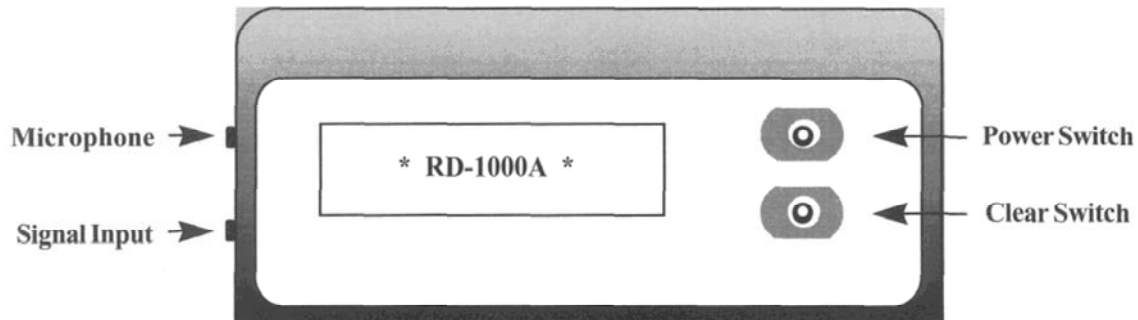 Microphone
* RD-1000A *
Power Switch
Signal Input
Clear Switch